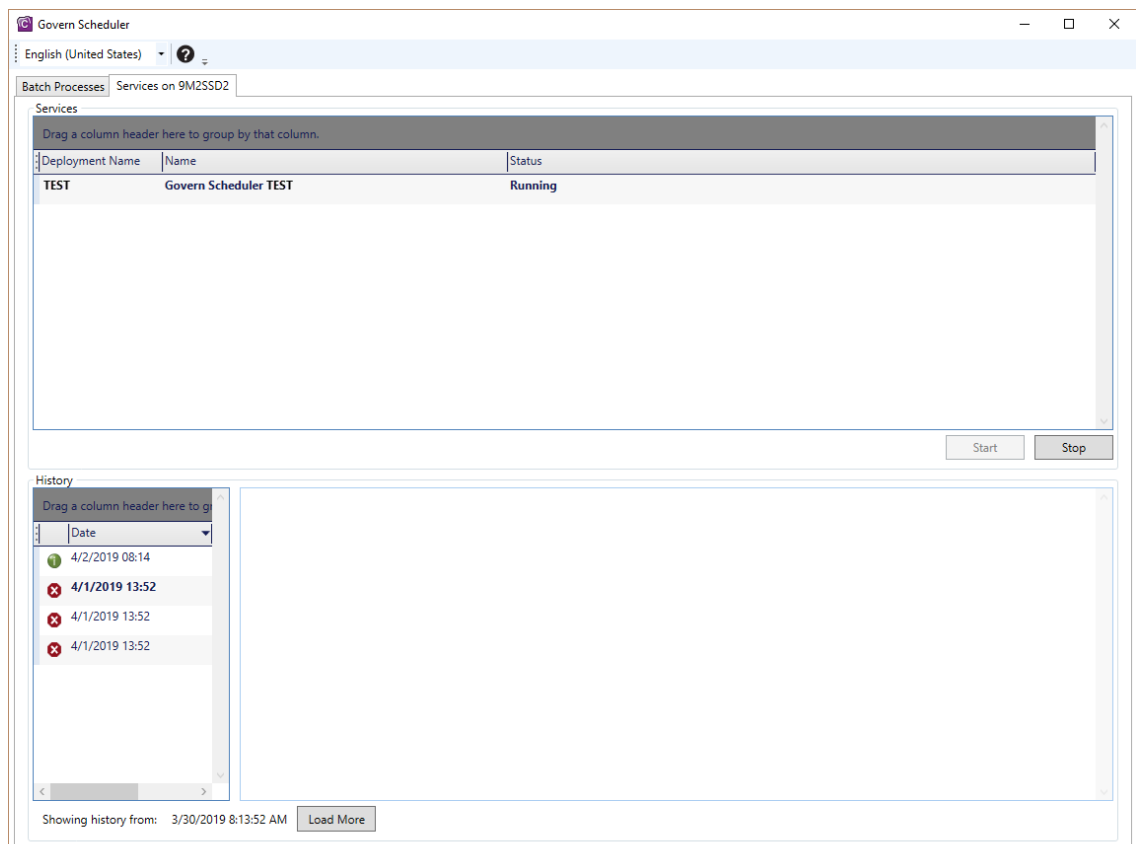 Govern Scheduler
English (United States)
Batch Processes Services on 9M2SSD2
Services
Drag a column header here to group by that column.
Deployment Name Name Status
TEST Govern Scheduler TEST Running
Start Stop
History
Drag a column header here to gr
Date
4/2/2019 08:14
4/1/2019 13:52
4/1/2019 13:52
4/1/2019 13:52
Showing history from: 3/30/2019 8:13:52 AM Load More